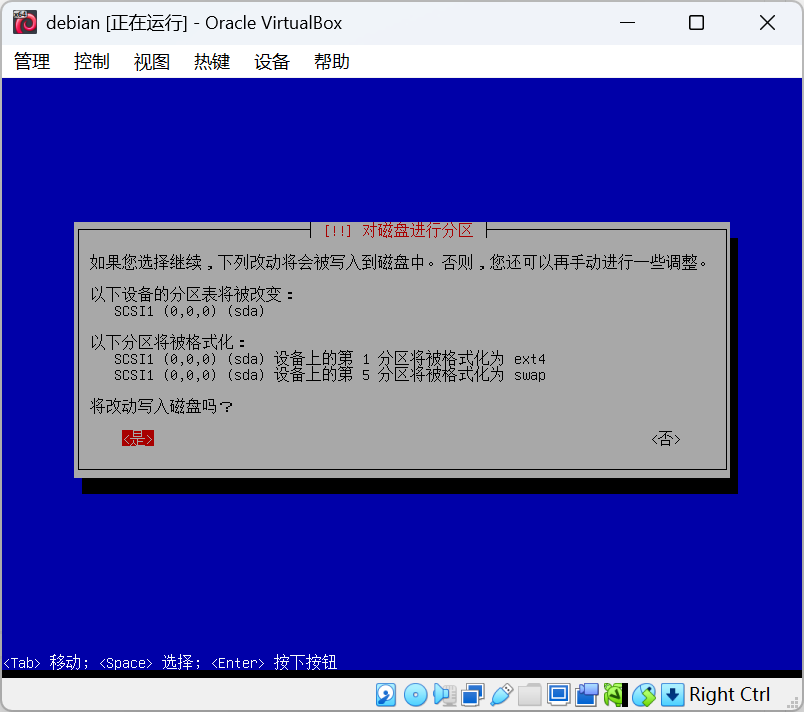 debian [正在运行] - Oracle VirtualBox
管理 控制 视图 热键 设备 帮助
[!!] 对磁盘进行分区
如果您选择继续,下列改动将会被写入到磁盘中。否则,您还可以再手动进行一些调整。
以下设备的分区表将被改变:
SCSI1 (0,0,0) (sda)
以下分区将被格式化:
SCSI1 (0,0,0) (sda) 设备上的第 1 分区将被格式化为 ext4
SCSI1 (0,0,0) (sda) 设备上的第 5 分区将被格式化为 swap
将改动写入磁盘吗?
<是> <否>
<Tab> 移动; <Space> 选择; <Enter> 按下按钮
Right Ctrl